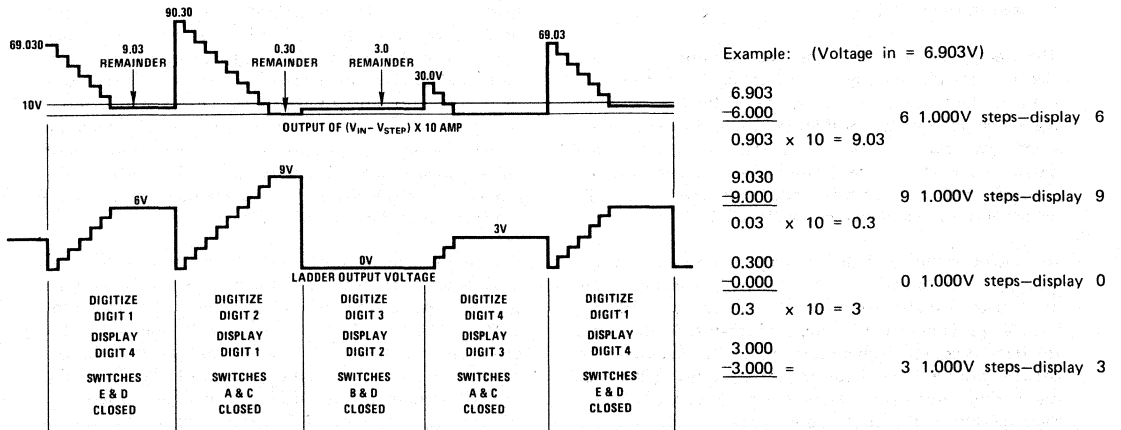 90.30
69.030
9.03
REMAINDER
0.30
REMAINDER
3.0
REMAINDER
30.0V
69.03
10V
OUTPUT OF (VIN– VSTEP) X 10 AMP
6V
9V
0V
3V
LADDER OUTPUT VOLTAGE
DIGITIZE
DIGIT 1
DISPLAY
DIGIT 4
SWITCHES
E & D
CLOSED
DIGITIZE
DIGIT 2
DISPLAY
DIGIT 1
SWITCHES
A & C
CLOSED
DIGITIZE
DIGIT 3
DISPLAY
DIGIT 2
SWITCHES
B & D
CLOSED
DIGITIZE
DIGIT 4
DISPLAY
DIGIT 3
SWITCHES
A & C
CLOSED
DIGITIZE
DIGIT 1
DISPLAY
DIGIT 4
SWITCHES
E & D
CLOSED
Example: (Voltage in = 6.903V)
6.903
–6.000 6 1.000V steps–display 6
0.903 x 10 = 9.03
9.030
–9.000 9 1.000V steps–display 9
0.03 x 10 = 0.3
0.300
–0.000 0 1.000V steps–display 0
0.3 x 10 = 3
3.000
–3.000 = 3 1.000V steps–display 3